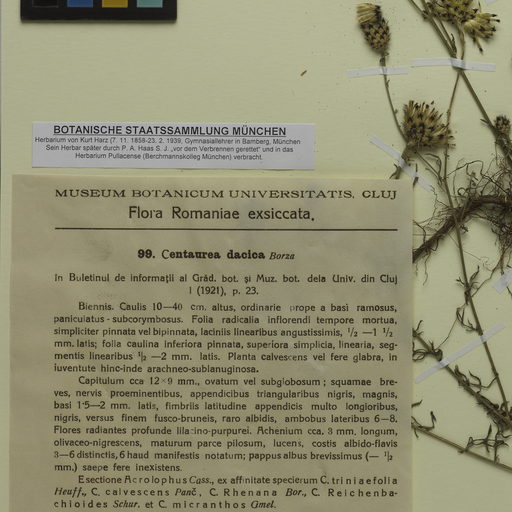 BOTANISCHE STAATSSAMMLUNG MÜNCHEN
Herbarium von Kurt Harz (7. 11. 1858-23. 2. 1939, Gymnasiallehrer in Bamberg, München
Sein Herbar später durch P. A. Haas S. J. „vor dem Verbrennen gerettet" und in das
Herbarium Pullacense (Berchmannskolleg München) verbracht.
MUSEUM BOTANICUM UNIVERSITATIS, CLUJ
Flora Romaniae exsiccata.
99. Centaurea dacica Borza
In Buletinul de informații al Grăd. bot. și Muz. bot. dela Univ. din Cluj
I (1921), p. 23.
Biennis. Caulis 10—40 cm. altus, ordinarie prope a basi ramosus,
paniculatus - subcorymbosus. Folia radicalia inflorendi tempore mortua,
simpliciter pinnata vel bipinnata, laciniis linearibus angustissimis, ½ —1 ½
mm. latis; folia caulina inferiora pinnata, superiora simplicia, linearia, seg-
mentis linearibus ½ —2 mm. latis. Planta calvescens vel fere glabra, in
iuventute hinc-inde arachneo-sublanuginosa.
Capitulum cca 12×9 mm., ovatum vel subglobosum; squamae bre-
ves, nervis proeminentibus, appendicibus triangularibus nigris, magnis,
basi 1·5—2 mm. latis, fimbriis latitudine appendicis multo longioribus,
nigris, versus finem fusco-bruneis, raro albidis, ambobus lateribus 6—8.
Flores radiantes profunde lilacino-purpurei. Achenium cca, 3 mm. longum,
olivaceo-nigrescens, maturum parce pilosum, lucens, costis albido-flavis
3—6 distinctis, 6 haud manifestis notatum; pappus albus brevissimus (— ½
mm.) saepe fere inexistens.
E sectione Acrolophus Cass., ex affinitate specierum C. triniaefolia
Heuff., C. calvescens Panč., C. Rhenana Bor., C. Reichenba-
chioides Schur. et C. micranthos Gmel.